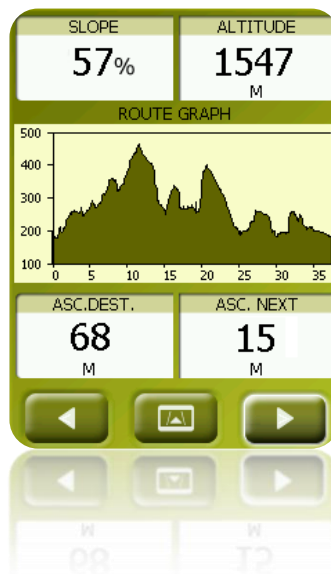 SLOPE ALTITUDE
57% 1547
M
ROUTE GRAPH
500
400
300
200
100
0 5 10 15 20 25 30 35
ASC.DEST. ASC. NEXT
68 15
M M